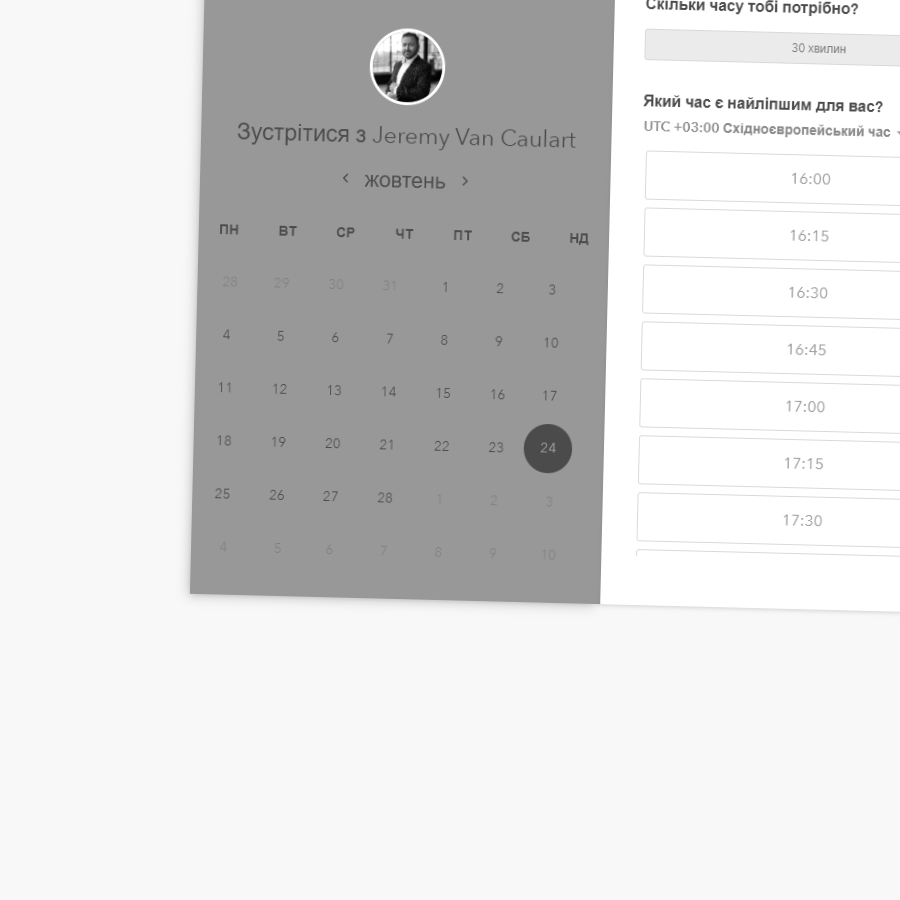 Зустрітися з Jeremy Van Caulart
‹ жовтень ›
ПН ВТ СР ЧТ ПТ СБ НД
28 29 30 31 1 2 3
4 5 6 7 8 9 10
11 12 13 14 15 16 17
18 19 20 21 22 23 24
25 26 27 28 1 2 3
4 5 6 7 8 9 10
Скільки часу тобі потрібно?
30 хвилин
Який час є найліпшим для вас?
UTC +03:00 Східноєвропейський час
16:00
16:15
16:30
16:45
17:00
17:15
17:30